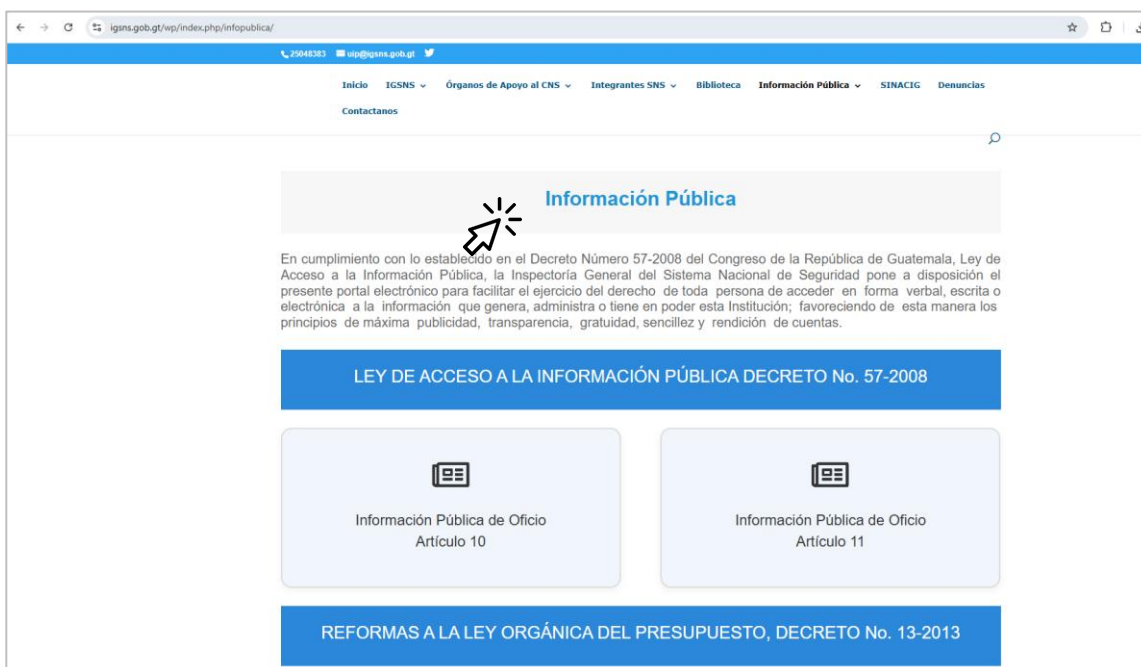 igsns.gob.gt/wp/index.php/infopublica/
25048383 uip@igsns.gob.gt
Inicio IGSNS Órganos de Apoyo al CNS Integrantes SNS Biblioteca Información Pública SINACIG Denuncias
Contactanos
Información Pública
En cumplimiento con lo establecido en el Decreto Número 57-2008 del Congreso de la República de Guatemala, Ley de
Acceso a la Información Pública, la Inspectoría General del Sistema Nacional de Seguridad pone a disposición el
presente portal electrónico para facilitar el ejercicio del derecho de toda persona de acceder en forma verbal, escrita o
electrónica a la información que genera, administra o tiene en poder esta Institución; favoreciendo de esta manera los
principios de máxima publicidad, transparencia, gratuidad, sencillez y rendición de cuentas.
LEY DE ACCESO A LA INFORMACIÓN PÚBLICA DECRETO No. 57-2008
Información Pública de Oficio
Artículo 10
Información Pública de Oficio
Artículo 11
REFORMAS A LA LEY ORGÁNICA DEL PRESUPUESTO, DECRETO No. 13-2013